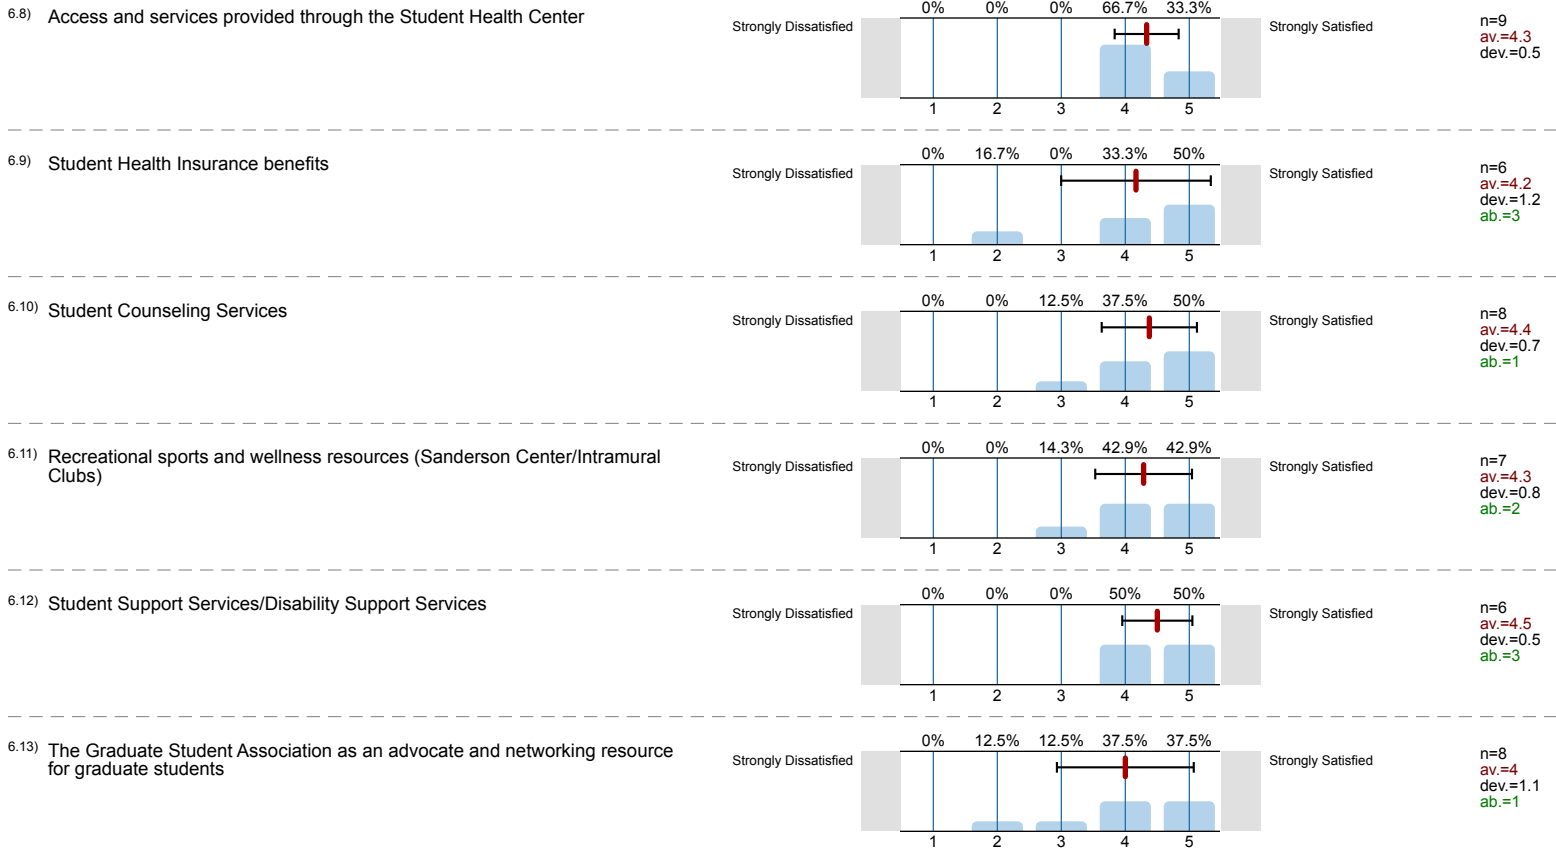 6.8) Access and services provided through the Student Health Center
0% 0% 0% 66.7% 33.3%
Strongly Dissatisfied
Strongly Satisfied
1 2 3 4 5
n=9
av.=4.3
dev.=0.5
6.9) Student Health Insurance benefits
0% 16.7% 0% 33.3% 50%
Strongly Dissatisfied
Strongly Satisfied
1 2 3 4 5
n=6
av.=4.2
dev.=1.2
ab.=3
6.10) Student Counseling Services
0% 0% 12.5% 37.5% 50%
Strongly Dissatisfied
Strongly Satisfied
1 2 3 4 5
n=8
av.=4.4
dev.=0.7
ab.=1
6.11) Recreational sports and wellness resources (Sanderson Center/Intramural
Clubs)
0% 0% 14.3% 42.9% 42.9%
Strongly Dissatisfied
Strongly Satisfied
1 2 3 4 5
n=7
av.=4.3
dev.=0.8
ab.=2
6.12) Student Support Services/Disability Support Services
0% 0% 0% 50% 50%
Strongly Dissatisfied
Strongly Satisfied
1 2 3 4 5
n=6
av.=4.5
dev.=0.5
ab.=3
6.13) The Graduate Student Association as an advocate and networking resource
for graduate students
0% 12.5% 12.5% 37.5% 37.5%
Strongly Dissatisfied
Strongly Satisfied
1 2 3 4 5
n=8
av.=4
dev.=1.1
ab.=1